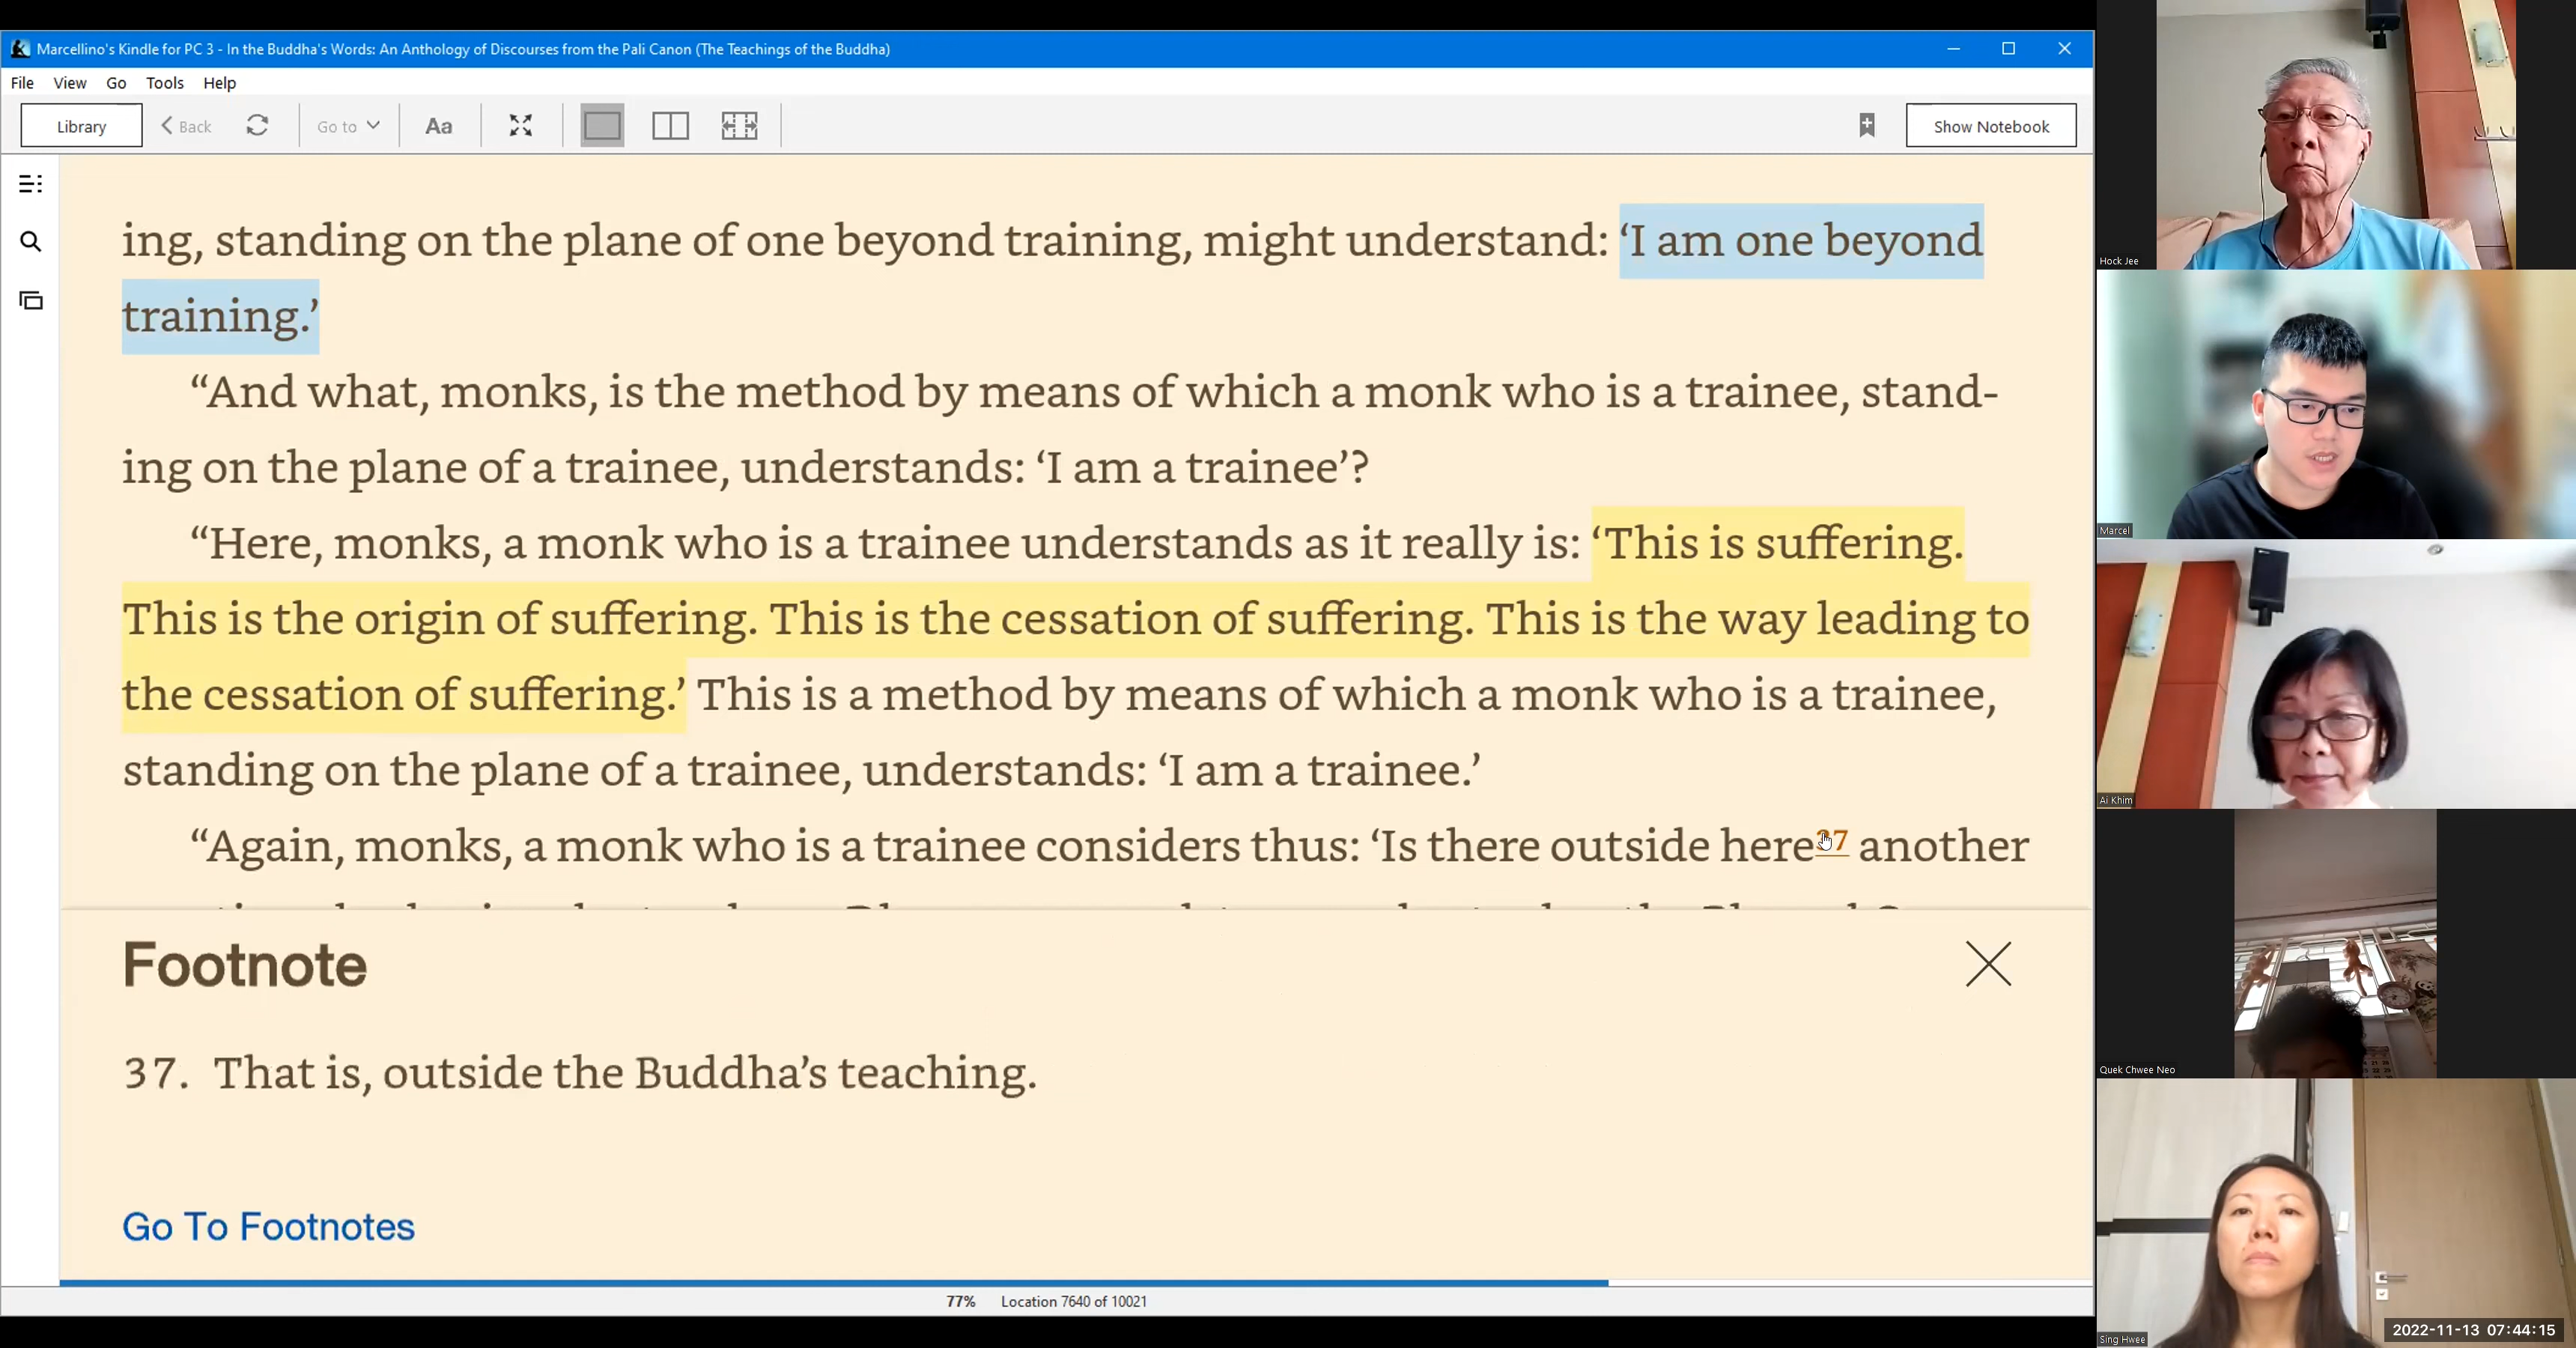 Marcellino's Kindle for PC 3 - In the Buddha's Words: An Anthology of Discourses from the Pali Canon (The Teachings of the Buddha)
File View Go Tools Help
Library Back Go to Aa Show Notebook
ing, standing on the plane of one beyond training, might understand: ‘I am one beyond
training.’
“And what, monks, is the method by means of which a monk who is a trainee, stand-
ing on the plane of a trainee, understands: ‘I am a trainee’?
“Here, monks, a monk who is a trainee understands as it really is: ‘This is suffering.
This is the origin of suffering. This is the cessation of suffering. This is the way leading to
the cessation of suffering.’ This is a method by means of which a monk who is a trainee,
standing on the plane of a trainee, understands: ‘I am a trainee.’
“Again, monks, a monk who is a trainee considers thus: ‘Is there outside here37 another
Footnote
37. That is, outside the Buddha’s teaching.
Go To Footnotes
77% Location 7640 of 10021
Hock Jee
Marcel
Ai Khim
Quek Chwee Neo
Sing Hwee
2022-11-13 07:44:15